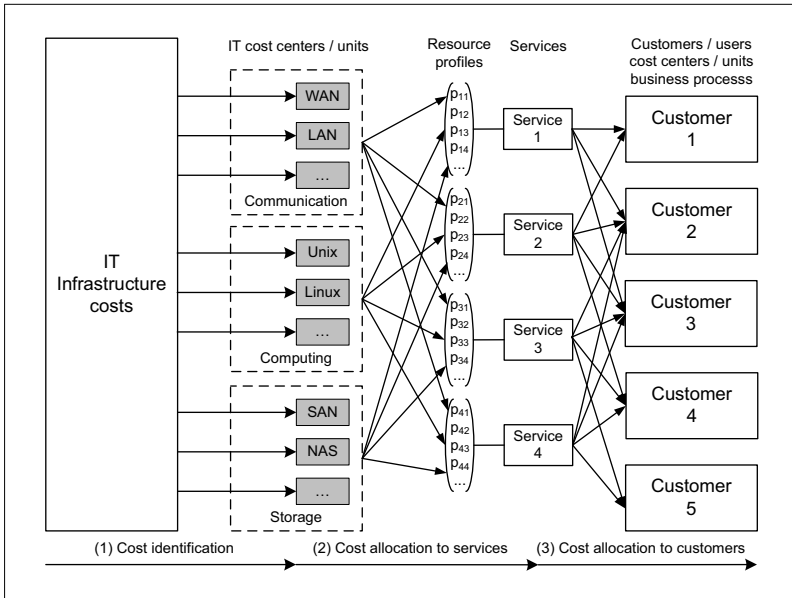 IT cost centers / units
Resource
profiles
Services
Customers / users
cost centers / units
business processs
IT
Infrastructure
costs
WAN
LAN
...
Communication
Unix
Linux
...
Computing
SAN
NAS
...
Storage
p11
p12
p13
p14
...
p21
p22
p23
p24
...
p31
p32
p33
p34
...
p41
p42
p43
p44
...
Service
1
Service
2
Service
3
Service
4
Customer
1
Customer
2
Customer
3
Customer
4
Customer
5
(1) Cost identification
(2) Cost allocation to services
(3) Cost allocation to customers